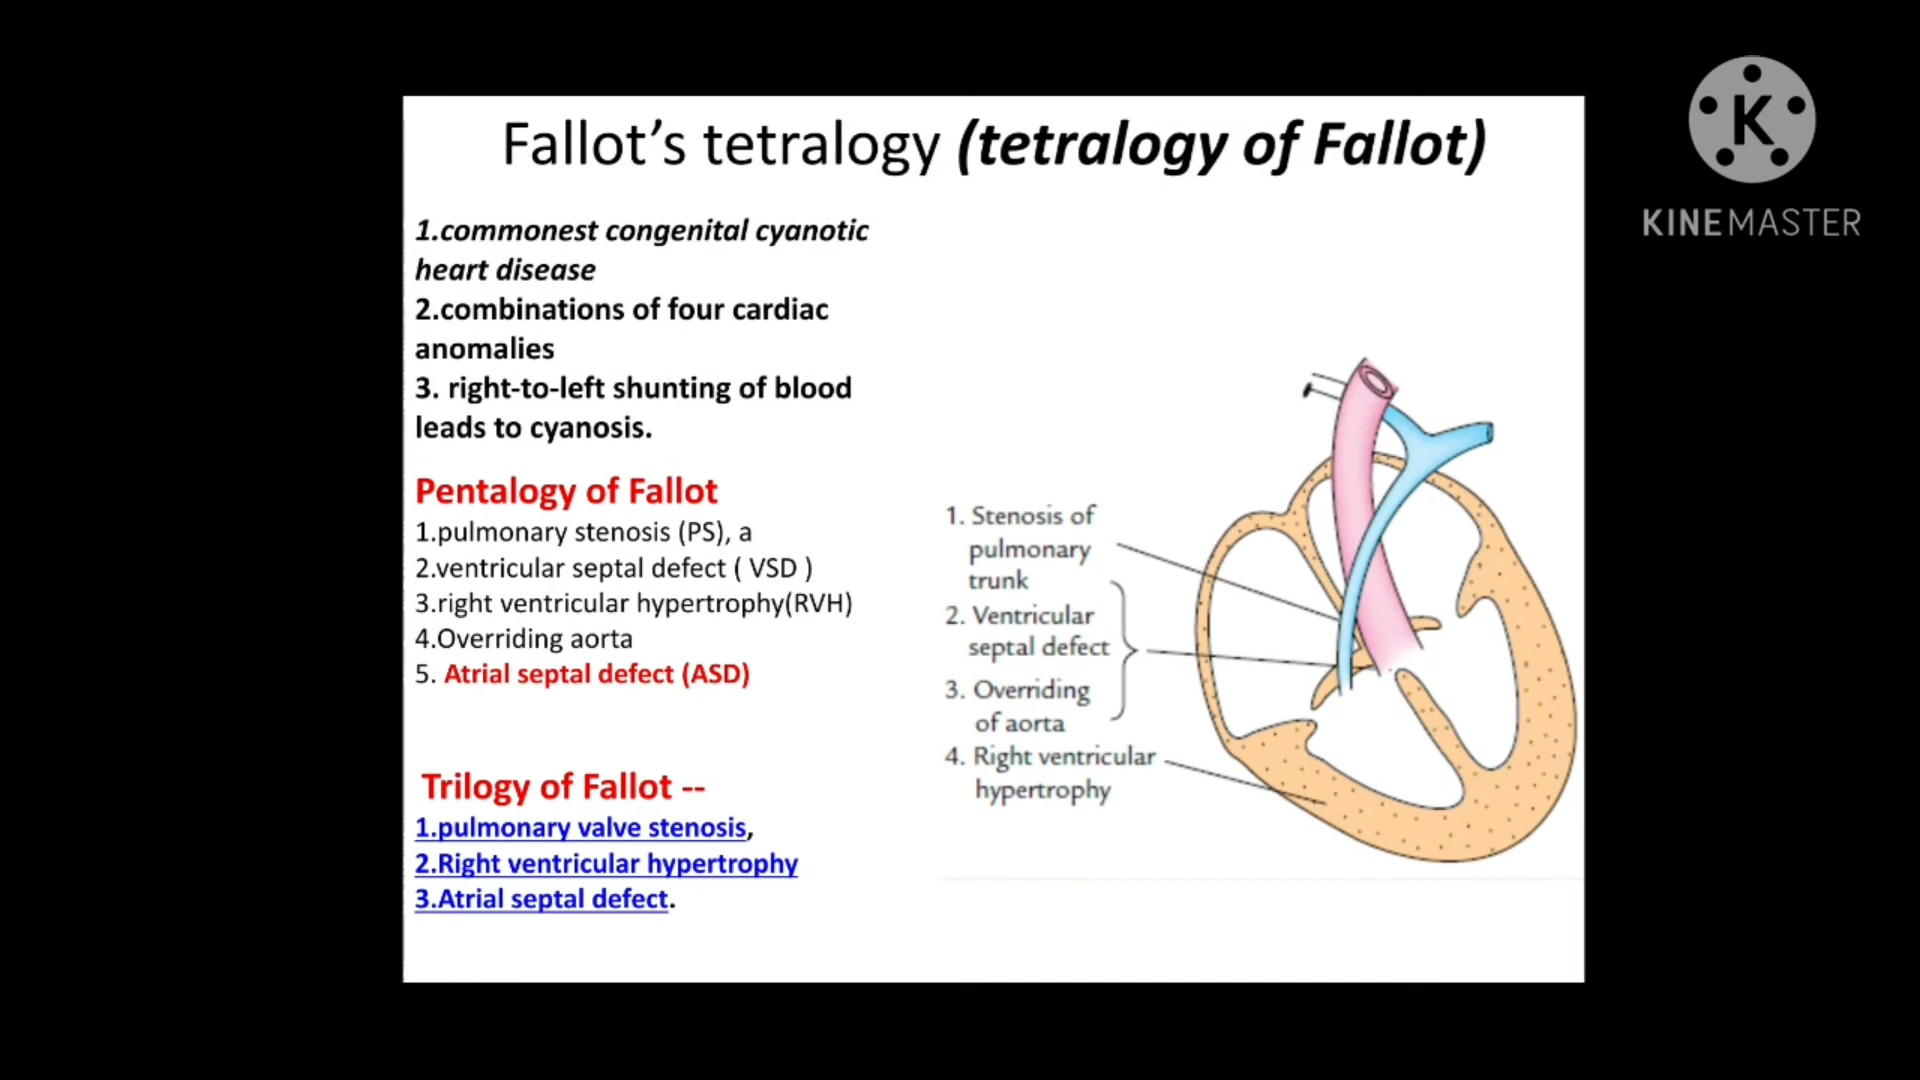 Fallot’s tetralogy (tetralogy of Fallot)
1.commonest congenital cyanotic
heart disease
2.combinations of four cardiac
anomalies
3. right-to-left shunting of blood
leads to cyanosis.
Pentalogy of Fallot
1.pulmonary stenosis (PS), a
2.ventricular septal defect ( VSD )
3.right ventricular hypertrophy(RVH)
4.Overriding aorta
5. Atrial septal defect (ASD)
Trilogy of Fallot --
1.pulmonary valve stenosis,
2.Right ventricular hypertrophy
3.Atrial septal defect.
1. Stenosis of
pulmonary
trunk
2. Ventricular
septal defect
3. Overriding
of aorta
4. Right ventricular
hypertrophy
K
KINEMASTER